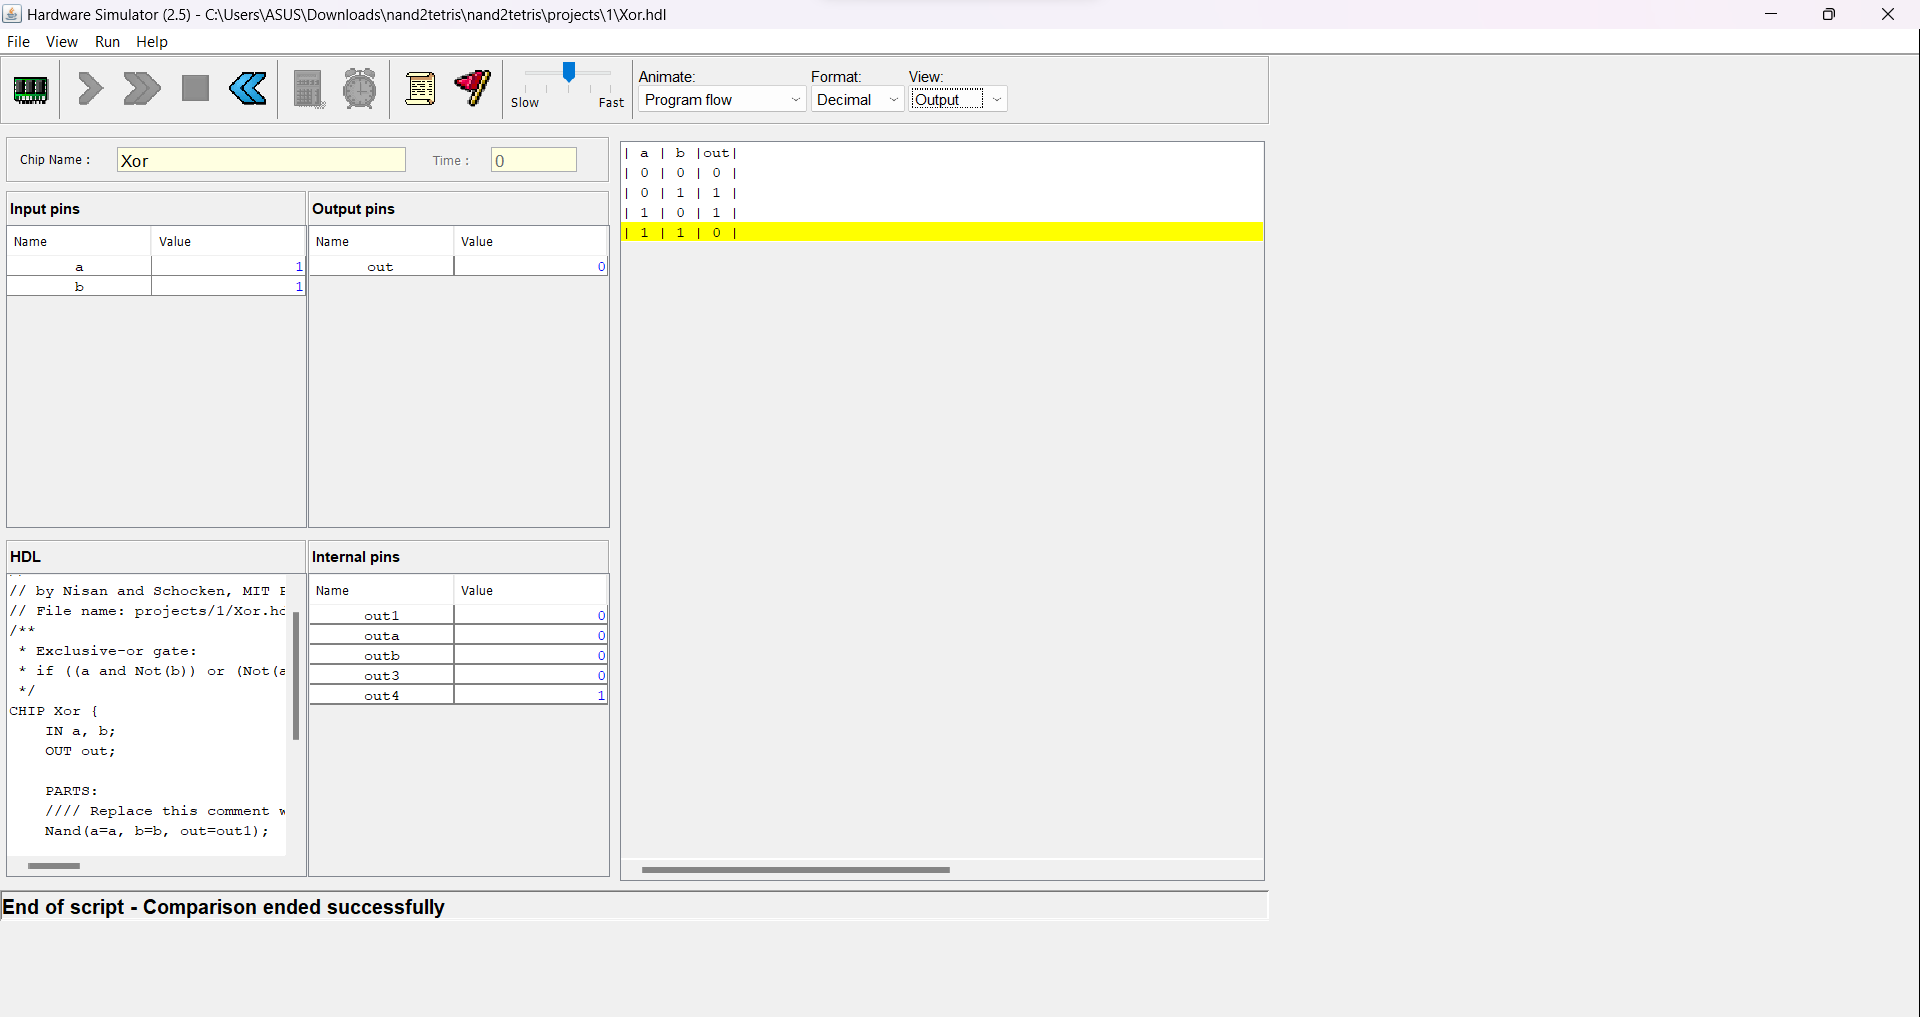 Hardware Simulator (2.5) - C:\Users\ASUS\Downloads\nand2tetris\nand2tetris\projects\1\Xor.hdl
File View Run Help
Slow Fast
Animate: Format: View:
Program flow Decimal Output
Chip Name : Xor Time : 0
Input pins
Name Value
a 1
b 1
Output pins
Name Value
out 0
HDL
// by Nisan and Schocken, MIT
// File name: projects/1/Xor.hd
/**
* Exclusive-or gate:
* if ((a and Not(b)) or (Not(a
*/
CHIP Xor {
IN a, b;
OUT out;
PARTS:
//// Replace this comment
Nand(a=a, b=b, out=out1);
Internal pins
Name Value
out1 0
outa 0
outb 0
out3 0
out4 1
| a | b |out|
| 0 | 0 | 0 |
| 0 | 1 | 1 |
| 1 | 0 | 1 |
| 1 | 1 | 0 |
End of script - Comparison ended successfully